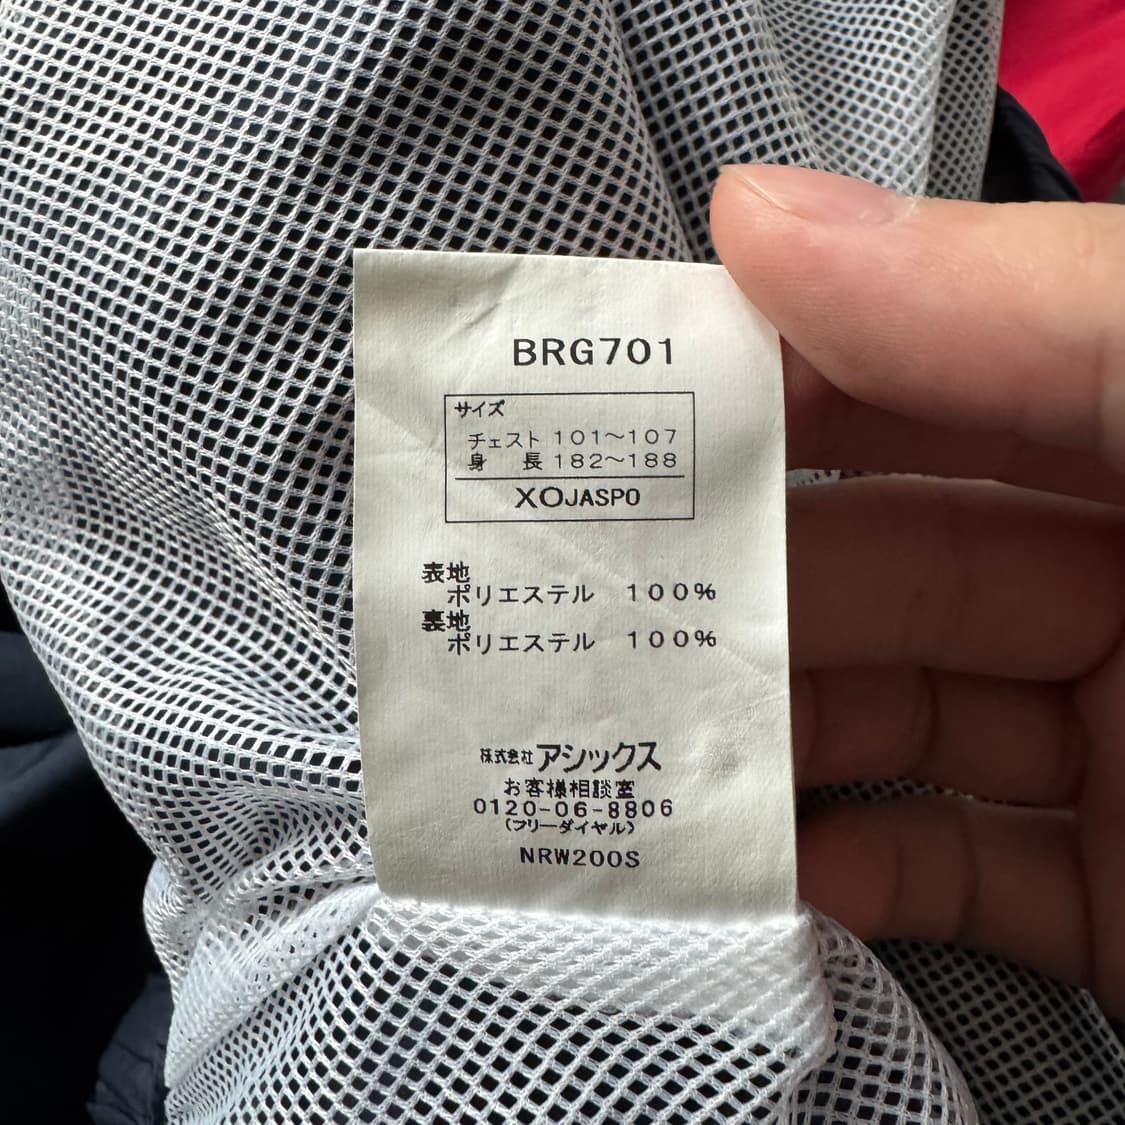 BRG701
サイズ
チェスト 101～107
身 長 182～188
XOJASPO
表地
ポリエステル 100%
裏地
ポリエステル 100%
株式会社アシックス
お客様相談室
0120-06-8806
(フリーダイヤル)
NRW200S